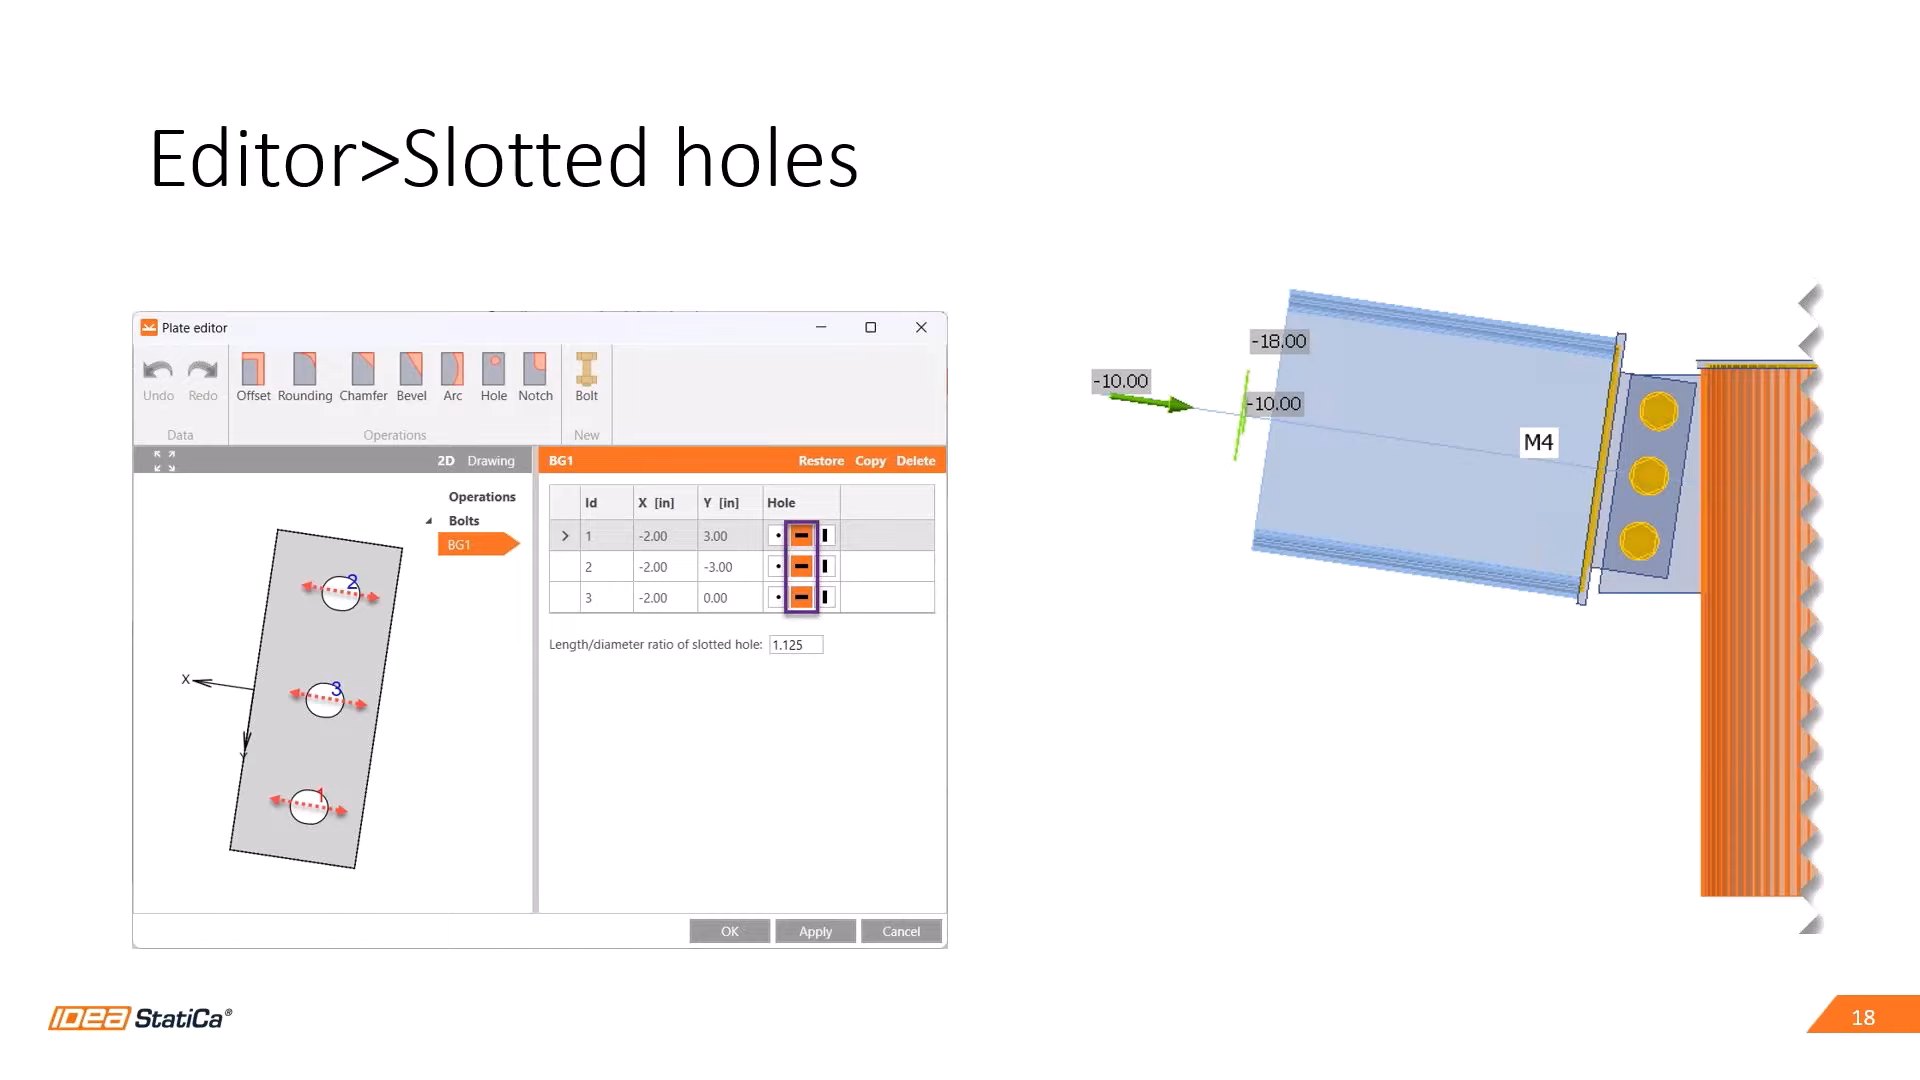 Editor>Slotted holes
Plate editor
Undo Redo Offset Rounding Chamfer Bevel Arc Hole Notch Bolt
Data Operations New
2D Drawing
BG1 Restore Copy Delete
Operations
Bolts
BG1
Id X [in] Y [in] Hole
1 -2.00 3.00
2 -2.00 -3.00
3 -2.00 0.00
Length/diameter ratio of slotted hole: 1.125
2
X
3
Y
1
OK Apply Cancel
-18.00
-10.00
-10.00
M4
IDEA StatiCa®
18